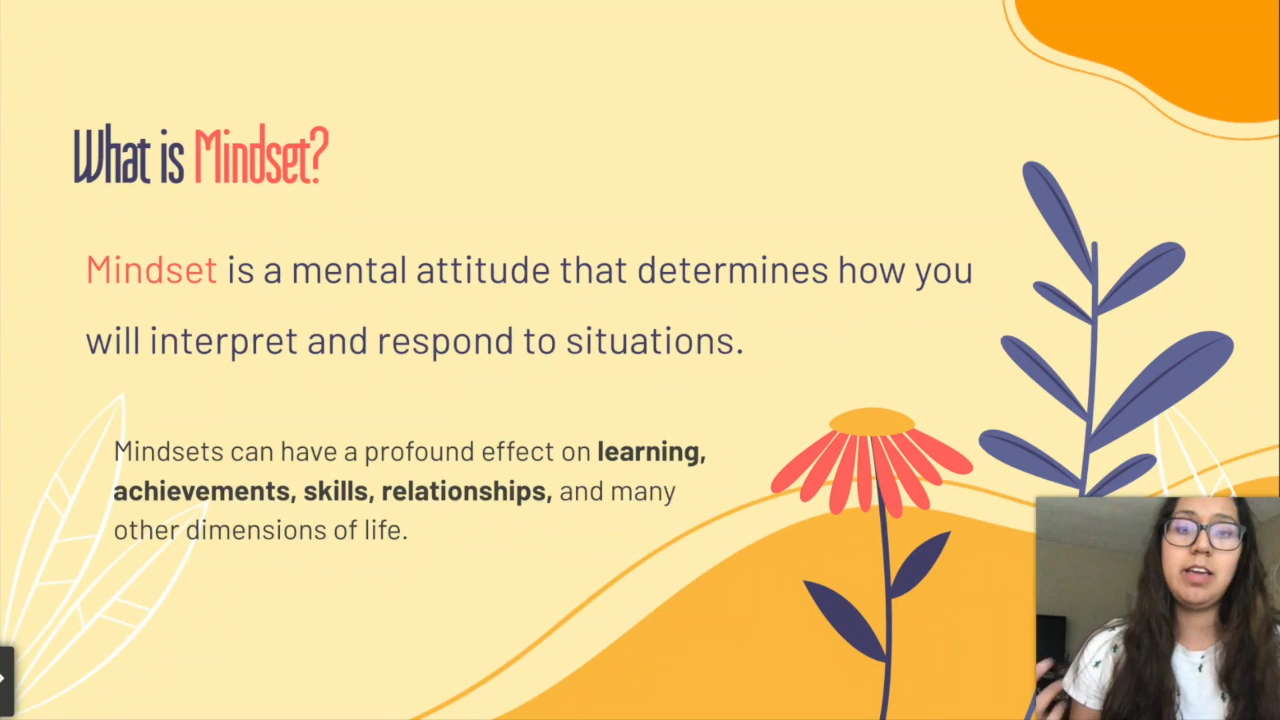 What is Mindset?
Mindset is a mental attitude that determines how you
will interpret and respond to situations.
Mindsets can have a profound effect on learning,
achievements, skills, relationships, and many
other dimensions of life.